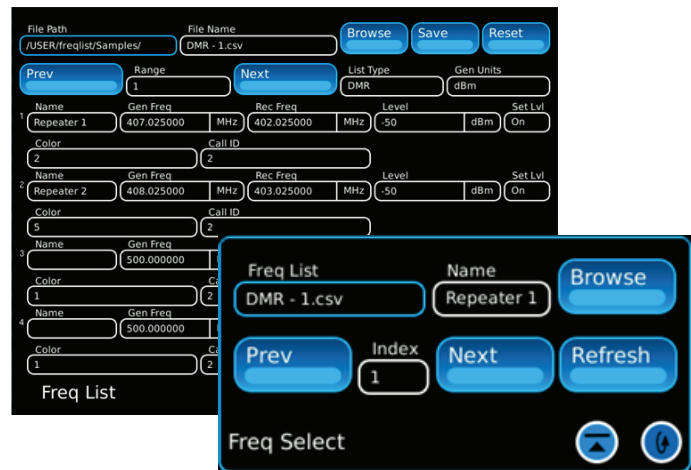 File Path File Name
/USER/freqlist/Samples/ DMR - 1.csv Browse Save Reset
Prev Range Next List Type Gen Units
1 DMR dBm
Name Gen Freq Rec Freq Level Set Lvl
1 Repeater 1 407.025000 MHz 402.025000 MHz -50 dBm On
Color Call ID
2 2
Name Gen Freq Rec Freq Level Set Lvl
2 Repeater 2 408.025000 MHz 403.025000 MHz -50 dBm On
Color Call ID
5 2
Name Gen Freq
3 500.000000
Color
1 2
Name Gen Freq
4 500.000000
Color
1 2
Freq List
Freq List Name Browse
DMR - 1.csv Repeater 1
Prev Index Next Refresh
1
Freq Select